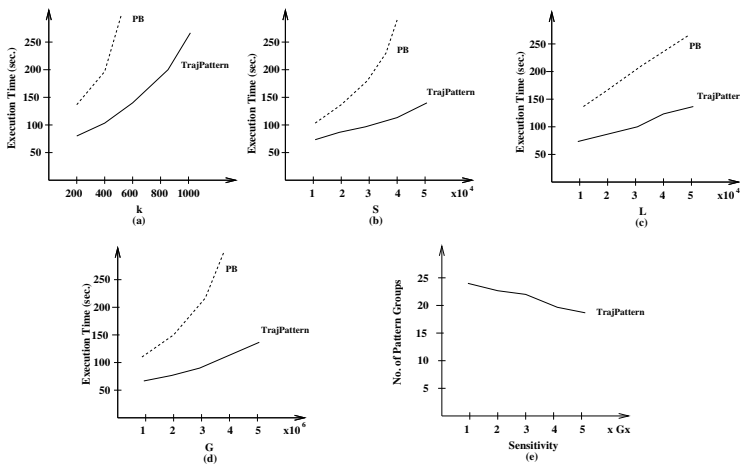 Execution Time (sec.)
250
200
150
100
50
PB
TrajPattern
200 400 600 800 1000
k
(a)
Execution Time (sec.)
250
200
150
100
50
PB
TrajPattern
1 2 3 4 5 x10^4
S
(b)
Execution Time (sec.)
250
200
150
100
50
PB
TrajPatter
1 2 3 4 5 x10^4
L
(c)
Execution Time (sec.)
250
200
150
100
50
PB
TrajPattern
1 2 3 4 5 x10^6
G
(d)
No. of Pattern Groups
25
20
15
10
5
TrajPattern
1 2 3 4 5 x Gx
Sensitivity
(e)